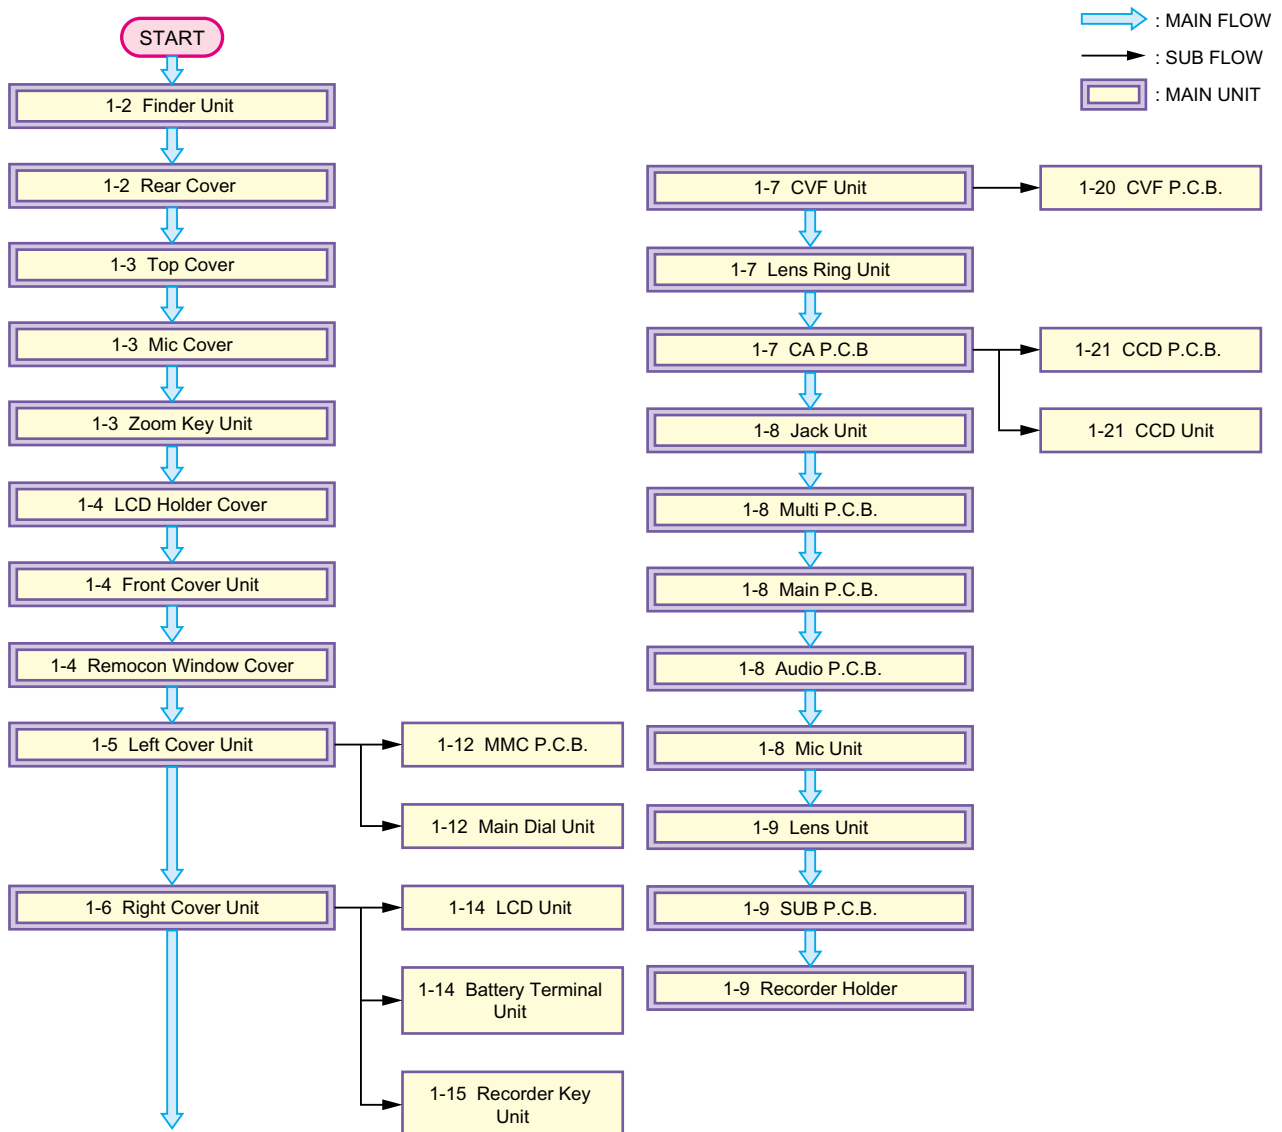 START
1-2 Finder Unit
1-2 Rear Cover
1-3 Top Cover
1-3 Mic Cover
1-3 Zoom Key Unit
1-4 LCD Holder Cover
1-4 Front Cover Unit
1-4 Remocon Window Cover
1-5 Left Cover Unit
1-12 MMC P.C.B.
1-12 Main Dial Unit
1-6 Right Cover Unit
1-14 LCD Unit
1-14 Battery Terminal
Unit
1-15 Recorder Key
Unit
: MAIN FLOW
: SUB FLOW
: MAIN UNIT
1-7 CVF Unit
1-20 CVF P.C.B.
1-7 Lens Ring Unit
1-7 CA P.C.B
1-21 CCD P.C.B.
1-21 CCD Unit
1-8 Jack Unit
1-8 Multi P.C.B.
1-8 Main P.C.B.
1-8 Audio P.C.B.
1-8 Mic Unit
1-9 Lens Unit
1-9 SUB P.C.B.
1-9 Recorder Holder